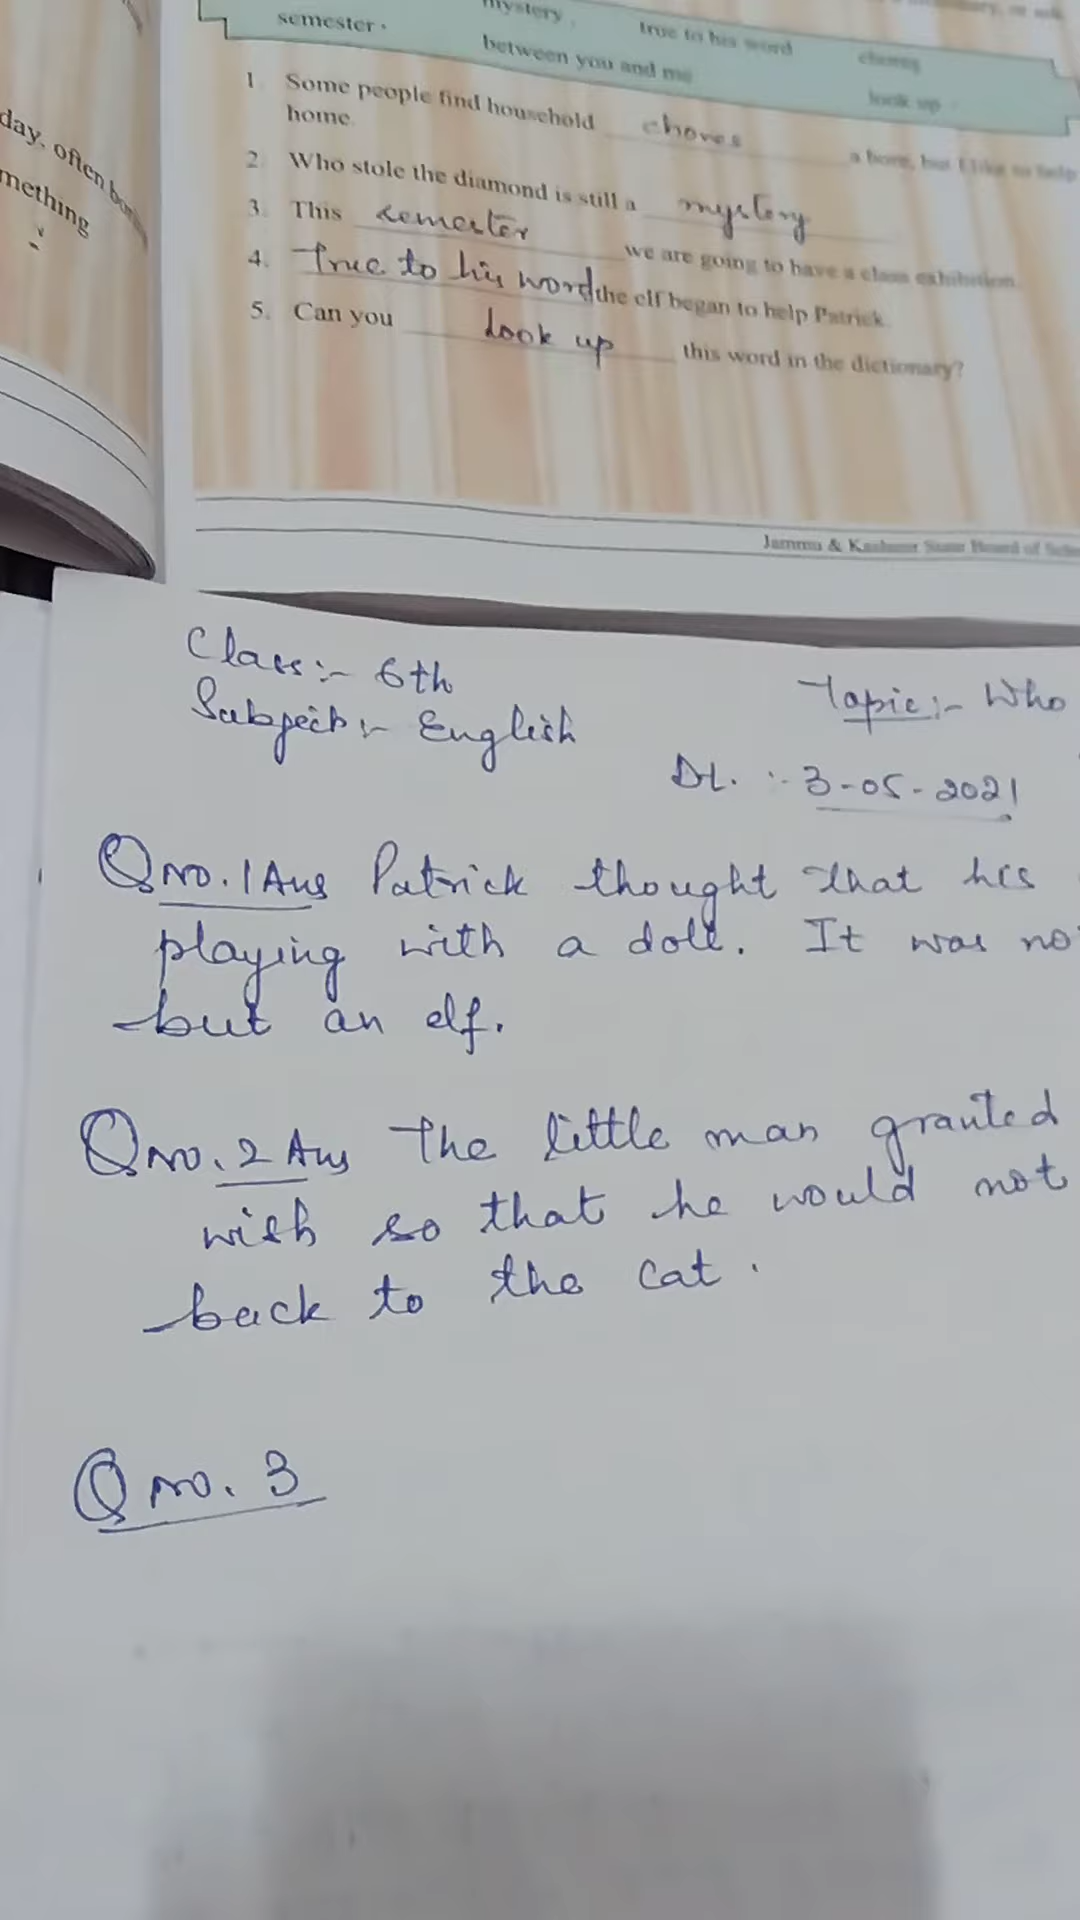 mystery.
true to his word
chores
semester.
between you and me
look up
day, often
something
1. Some people find household chores a bore, but I like to help
home.
2. Who stole the diamond is still a mystery
3. This semester we are going to have a class exhibition.
4. True to his word the elf began to help Patrick.
5. Can you look up this word in the dictionary?
Jammu & Kashmir State Board of
Class:- 6th
Topic:- Who
Subject:- English
Dt. :- 3-05-2021
Q no. 1 Ans Patrick thought that his
playing with a doll. It was no
but an elf.
Q no. 2 Ans The little man granted
wish so that he would not
back to the cat.
Q no. 3